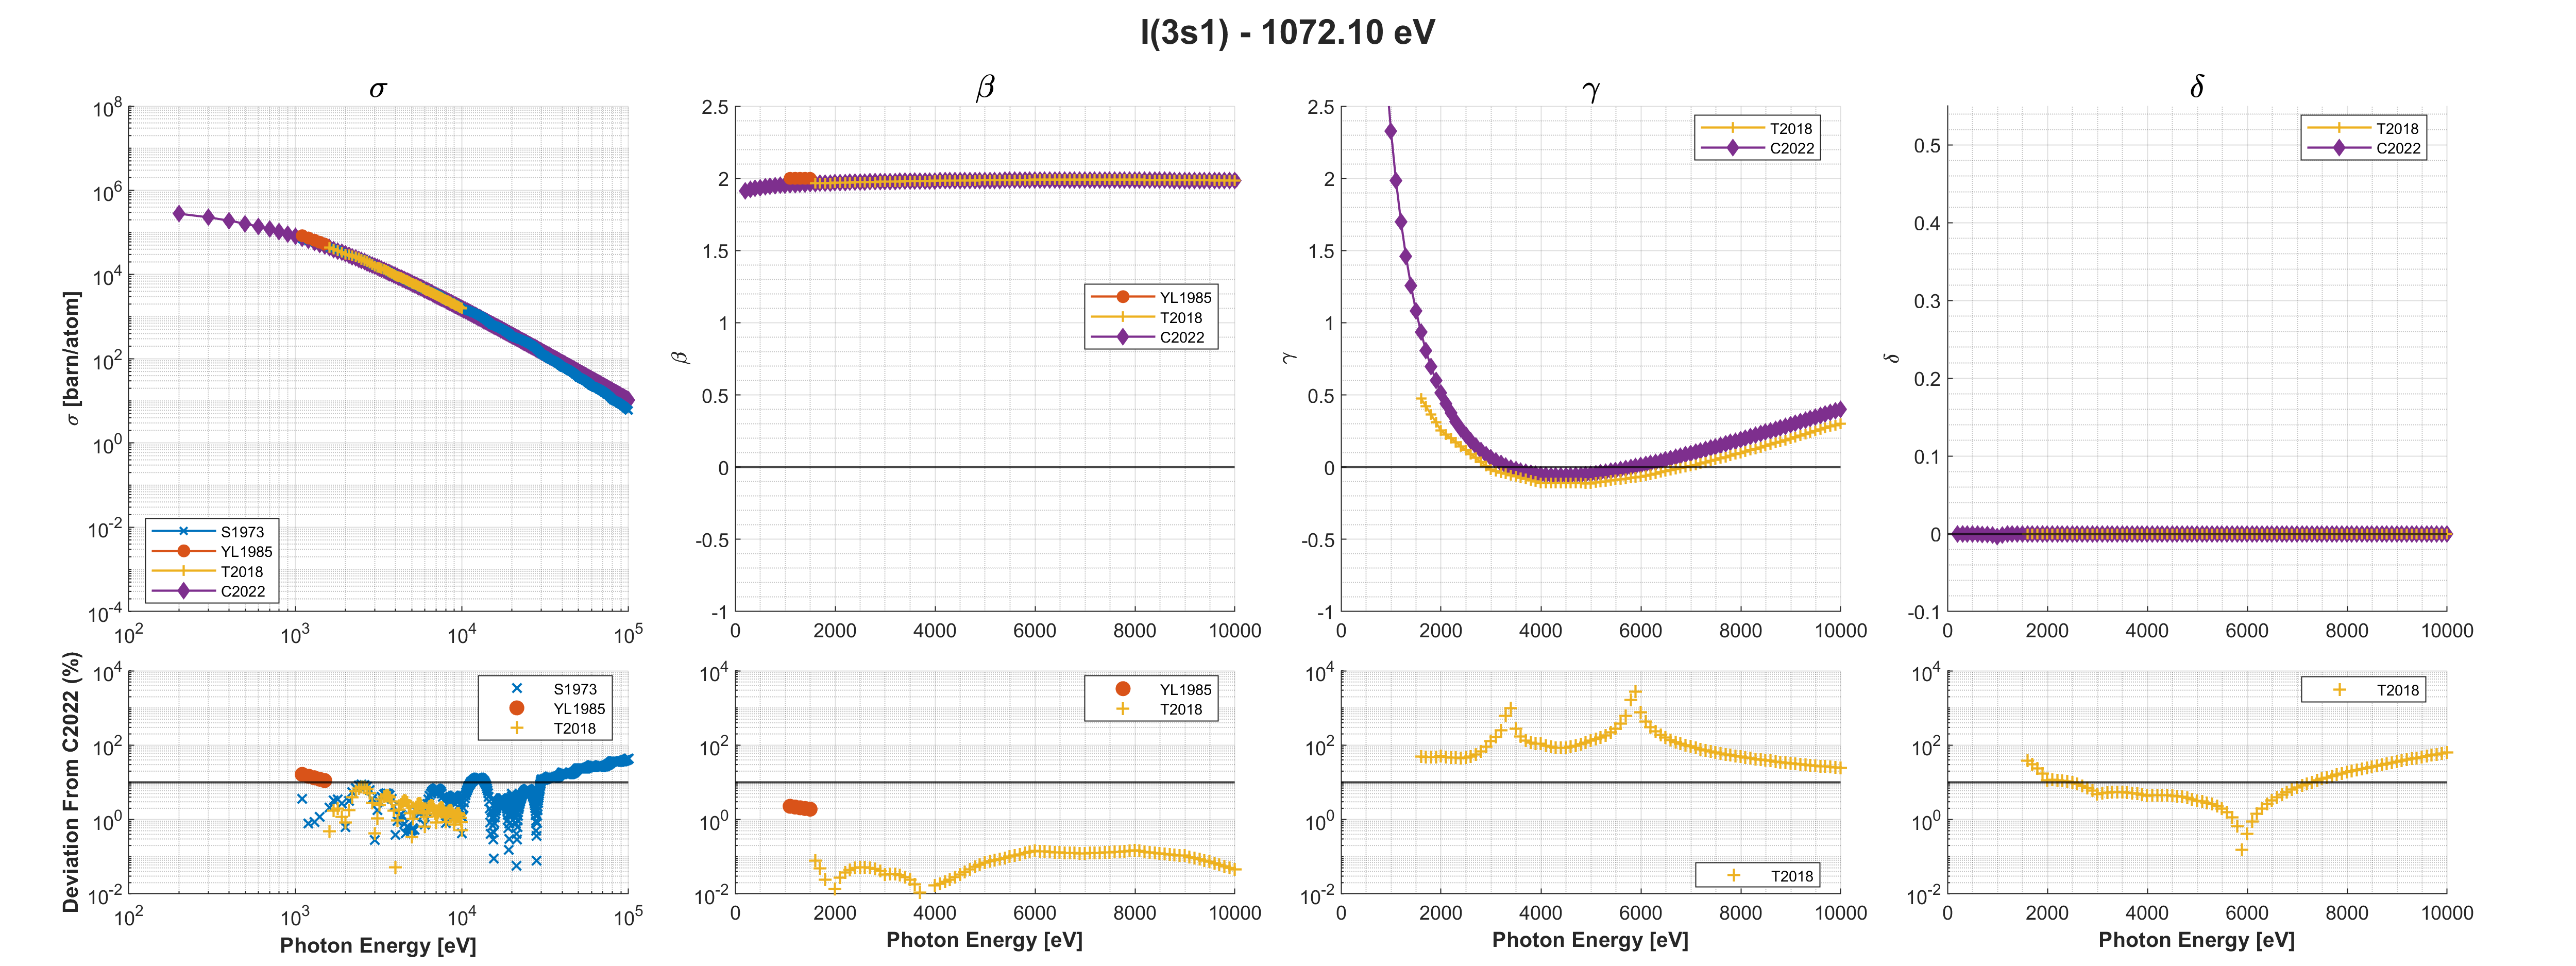 I(3s1) - 1072.10 eV
σ
10^8
10^6
10^4
10^2
10^0
10^-2
10^-4
σ [barn/atom]
S1973
YL1985
T2018
C2022
10^2 10^3 10^4 10^5
β
2.5
2
1.5
1
0.5
0
-0.5
-1
β
YL1985
T2018
C2022
0 2000 4000 6000 8000 10000
γ
2.5
2
1.5
1
0.5
0
-0.5
-1
γ
T2018
C2022
0 2000 4000 6000 8000 10000
δ
0.5
0.4
0.3
0.2
0.1
0
-0.1
δ
T2018
C2022
0 2000 4000 6000 8000 10000
Deviation From C2022 (%)
10^4
10^2
10^0
10^-2
S1973
YL1985
T2018
10^2 10^3 10^4 10^5
Photon Energy [eV]
10^4
10^2
10^0
10^-2
YL1985
T2018
0 2000 4000 6000 8000 10000
Photon Energy [eV]
10^4
10^2
10^0
10^-2
T2018
0 2000 4000 6000 8000 10000
Photon Energy [eV]
10^4
10^2
10^0
10^-2
T2018
0 2000 4000 6000 8000 10000
Photon Energy [eV]